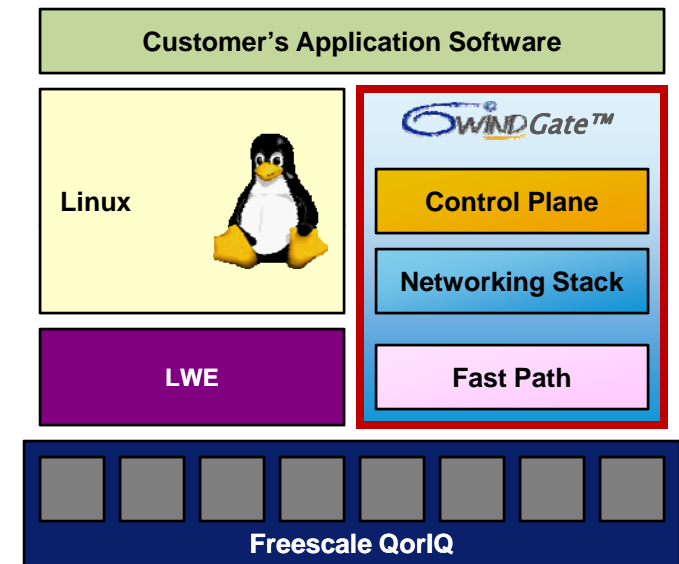 Customer’s Application Software
6WINDGate™
Linux
Control Plane
Networking Stack
LWE
Fast Path
Freescale QorIQ